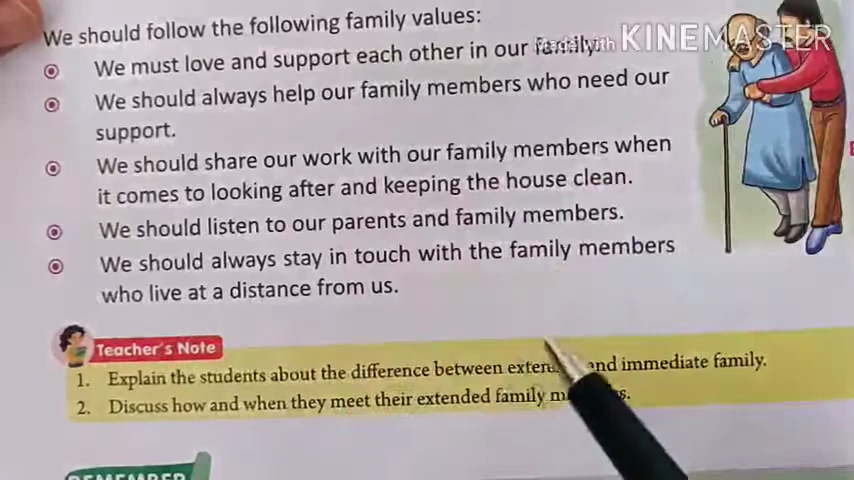 We should follow the following family values:
We must love and support each other in our family.
Made with KINEMASTER
We should always help our family members who need our
support.
We should share our work with our family members when
it comes to looking after and keeping the house clean.
We should listen to our parents and family members.
We should always stay in touch with the family members
who live at a distance from us.
Teacher's Note
1. Explain the students about the difference between and immediate family.
2. Discuss how and when they meet their extended family
REMEMBER